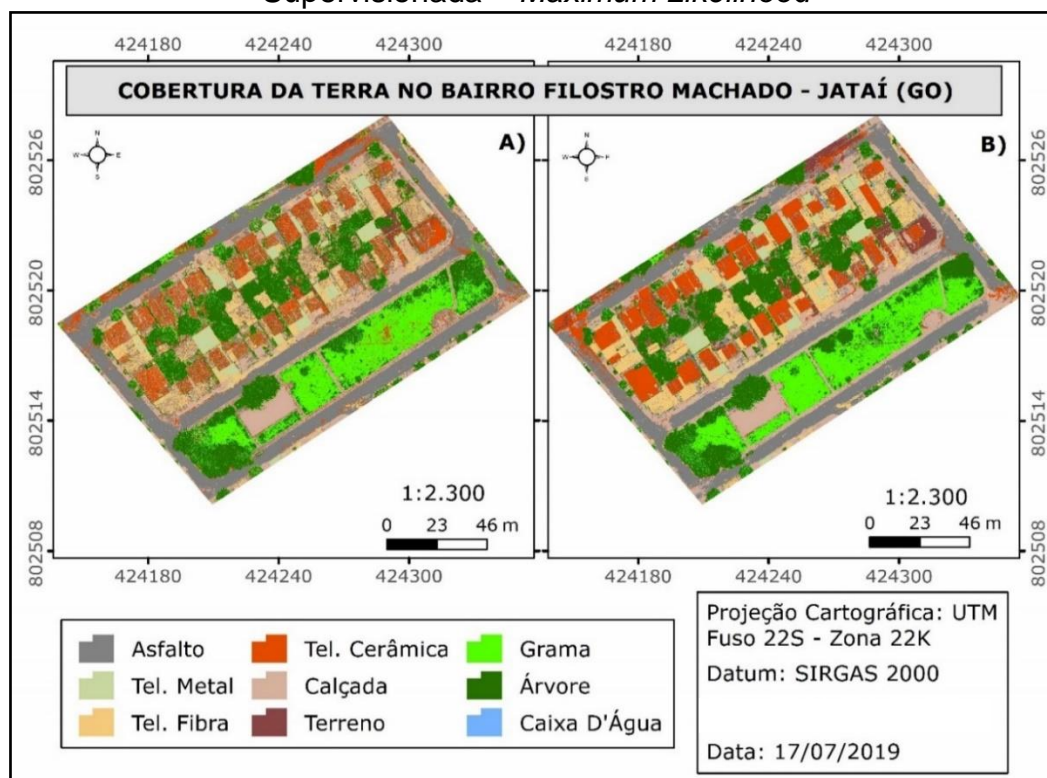 Supervisionada – Maximum Likelihood
424180 424240 424300 424180 424240 424300
COBERTURA DA TERRA NO BAIRRO FILOSTRO MACHADO - JATAÍ (GO)
A)
B)
N
W E
S
N
W
802526
802520
802514
802508
802526
802520
802514
802508
1:2.300
0 23 46 m
1:2.300
0 23 46 m
424180 424240 424300 424180 424240 424300
Asfalto
Tel. Cerâmica
Grama
Tel. Metal
Calçada
Árvore
Tel. Fibra
Terreno
Caixa D'Água
Projeção Cartográfica: UTM
Fuso 22S - Zona 22K
Datum: SIRGAS 2000
Data: 17/07/2019